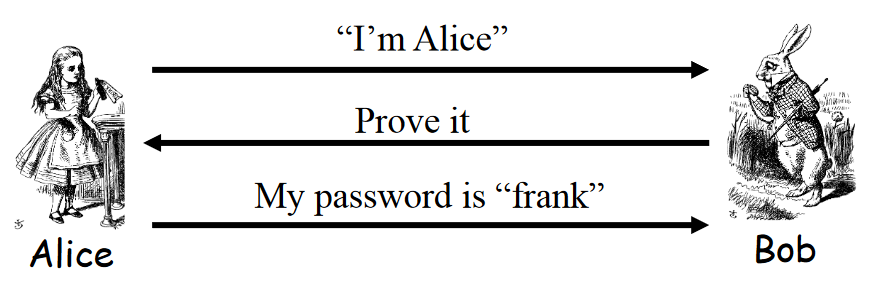 “I’m Alice”
Prove it
My password is “frank”
Alice
Bob